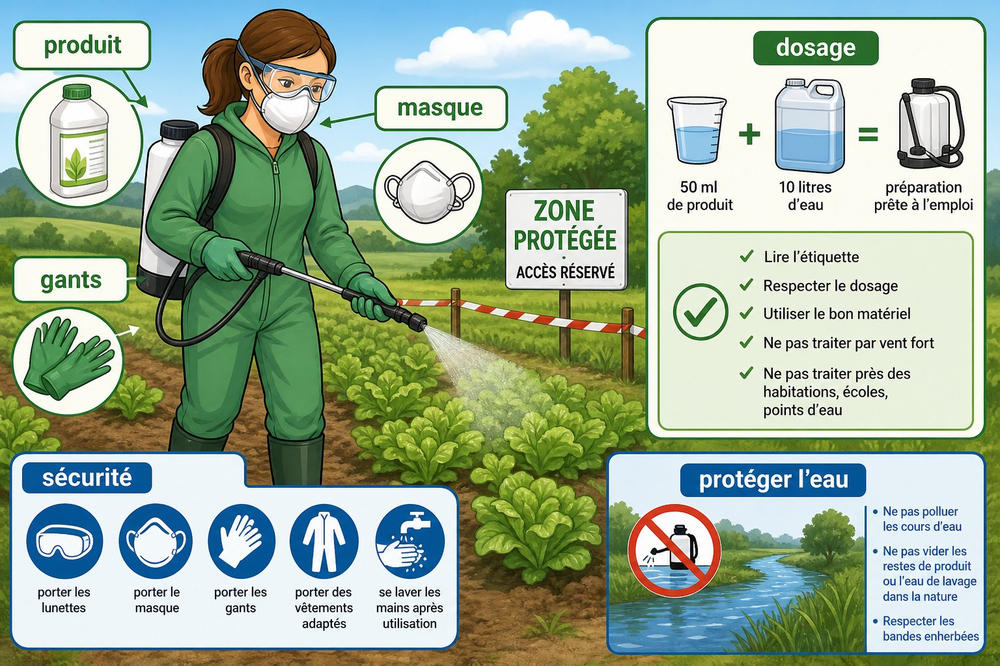 produit
masque
gants
ZONE
PROTÉGÉE
ACCÈS RÉSERVÉ
dosage
50 ml
de produit
+
10 litres
d'eau
=
préparation
prête à l'emploi
Lire l'étiquette
Respecter le dosage
Utiliser le bon matériel
Ne pas traiter par vent fort
Ne pas traiter près des
habitations, écoles,
points d'eau
sécurité
porter les
lunettes
porter le
masque
porter les
gants
porter des
vêtements
adaptés
se laver les
mains après
utilisation
protéger l'eau
• Ne pas polluer
les cours d'eau
• Ne pas vider les
restes de produit
ou l'eau de lavage
dans la nature
• Respecter les
bandes enherbées